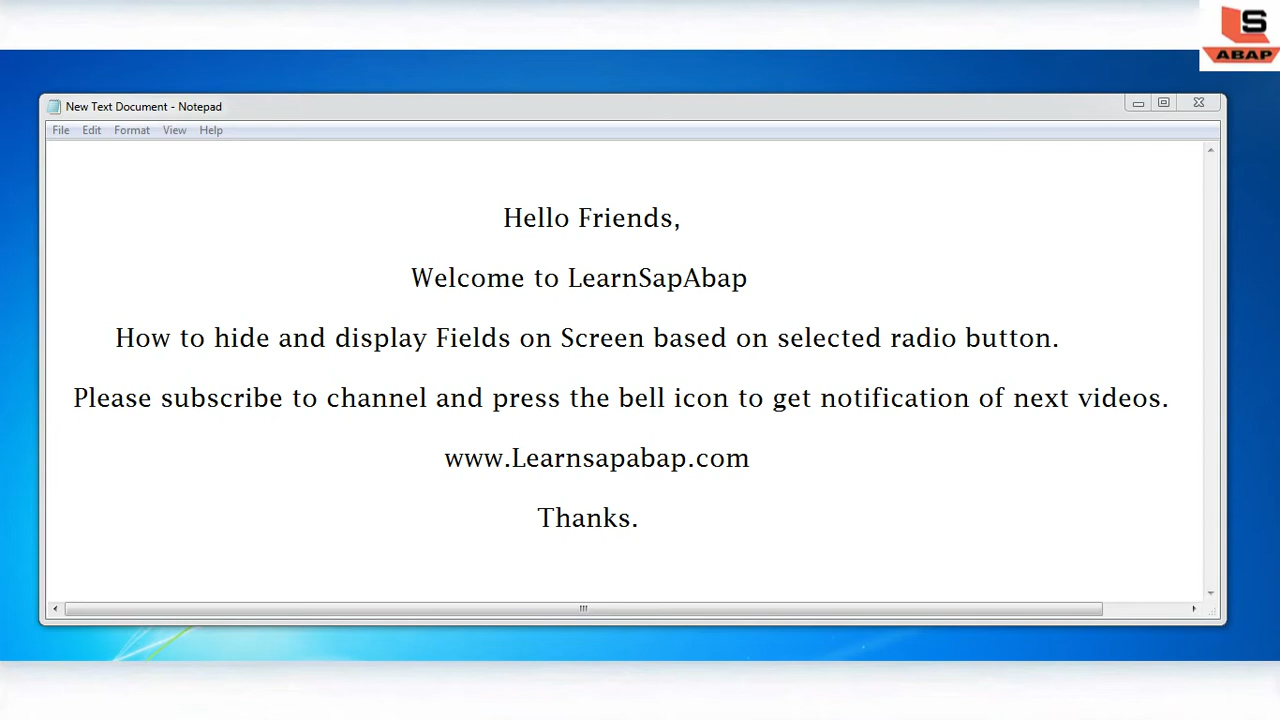 LS
ABAP
New Text Document - Notepad
File Edit Format View Help
Hello Friends,
Welcome to LearnSapAbap
How to hide and display Fields on Screen based on selected radio button.
Please subscribe to channel and press the bell icon to get notification of next videos.
www.Learnsapabap.com
Thanks.